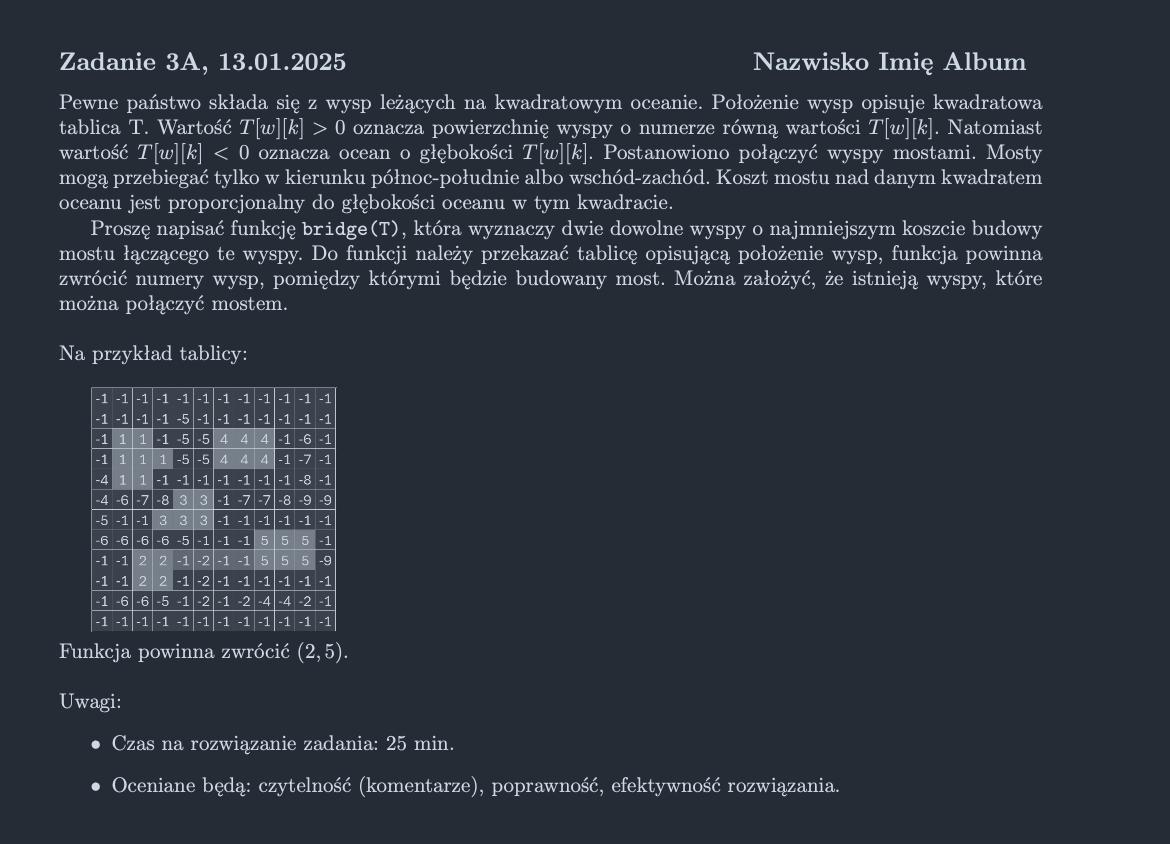 Zadanie 3A, 13.01.2025 Nazwisko Imię Album
Pewne państwo składa się z wysp leżących na kwadratowym oceanie. Położenie wysp opisuje kwadratowa
tablica T. Wartość T[w][k] > 0 oznacza powierzchnię wyspy o numerze równą wartości T[w][k]. Natomiast
wartość T[w][k] < 0 oznacza ocean o głębokości T[w][k]. Postanowiono połączyć wyspy mostami. Mosty
mogą przebiegać tylko w kierunku północ-południe albo wschód-zachód. Koszt mostu nad danym kwadratem
oceanu jest proporcjonalny do głębokości oceanu w tym kwadracie.
Proszę napisać funkcję bridge(T), która wyznaczy dwie dowolne wyspy o najmniejszym koszcie budowy
mostu łączącego te wyspy. Do funkcji należy przekazać tablicę opisującą położenie wysp, funkcja powinna
zwrócić numery wysp, pomiędzy którymi będzie budowany most. Można założyć, że istnieją wyspy, które
można połączyć mostem.
Na przykład tablicy:
-1 -1 -1 -1 -1 -1 -1 -1 -1 -1 -1 -1
-1 -1 -1 -1 -5 -1 -1 -1 -1 -1 -1 -1
-1 1 1 -1 -5 -5 4 4 4 -1 -6 -1
-1 1 1 1 -5 -5 4 4 4 -1 -7 -1
-4 1 1 -1 -1 -1 -1 -1 -1 -1 -8 -1
-4 -6 -7 -8 3 3 -1 -7 -7 -8 -9 -9
-5 -1 -1 3 3 3 -1 -1 -1 -1 -1 -1
-6 -6 -6 -6 -5 -1 -1 -1 5 5 5 -1
-1 -1 2 2 -1 -2 -1 -1 5 5 5 -9
-1 -1 2 2 -1 -2 -1 -1 -1 -1 -1 -1
-1 -6 -6 -5 -1 -2 -1 -2 -4 -4 -2 -1
-1 -1 -1 -1 -1 -1 -1 -1 -1 -1 -1 -1
Funkcja powinna zwrócić (2, 5).
Uwagi:
• Czas na rozwiązanie zadania: 25 min.
• Oceniane będą: czytelność (komentarze), poprawność, efektywność rozwiązania.